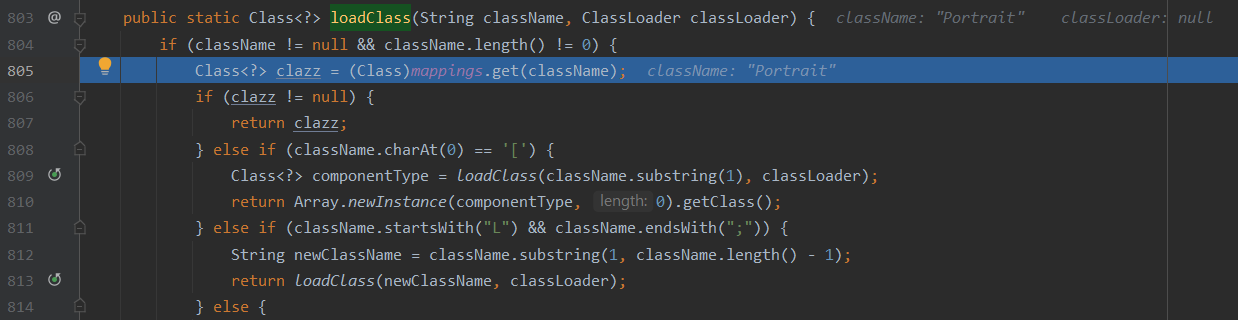 803 @ public static Class<?> loadClass(String className, ClassLoader classLoader) { className: "Portrait" classLoader: null
804 if (className != null && className.length() != 0) {
805 Class<?> clazz = (Class)mappings.get(className); className: "Portrait"
806 if (clazz != null) {
807 return clazz;
808 } else if (className.charAt(0) == '[') {
809 Class<?> componentType = loadClass(className.substring(1), classLoader);
810 return Array.newInstance(componentType, length: 0).getClass();
811 } else if (className.startsWith("L") && className.endsWith(";")) {
812 String newClassName = className.substring(1, className.length() - 1);
813 return loadClass(newClassName, classLoader);
814 } else {